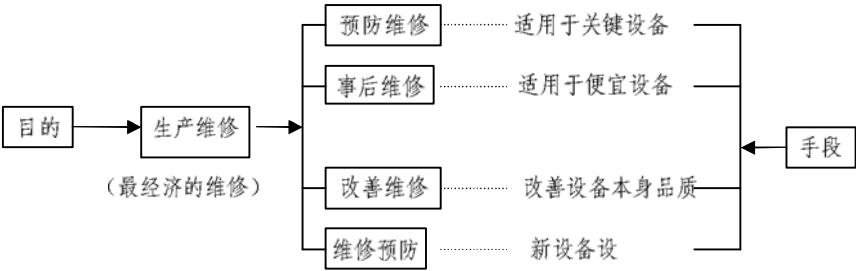 预防维修 适用于关键设备
事后维修 适用于便宜设备
目的 生产维修 手段
(最经济的维修)
改善维修 改善设备本身品质
维修预防 新设备设